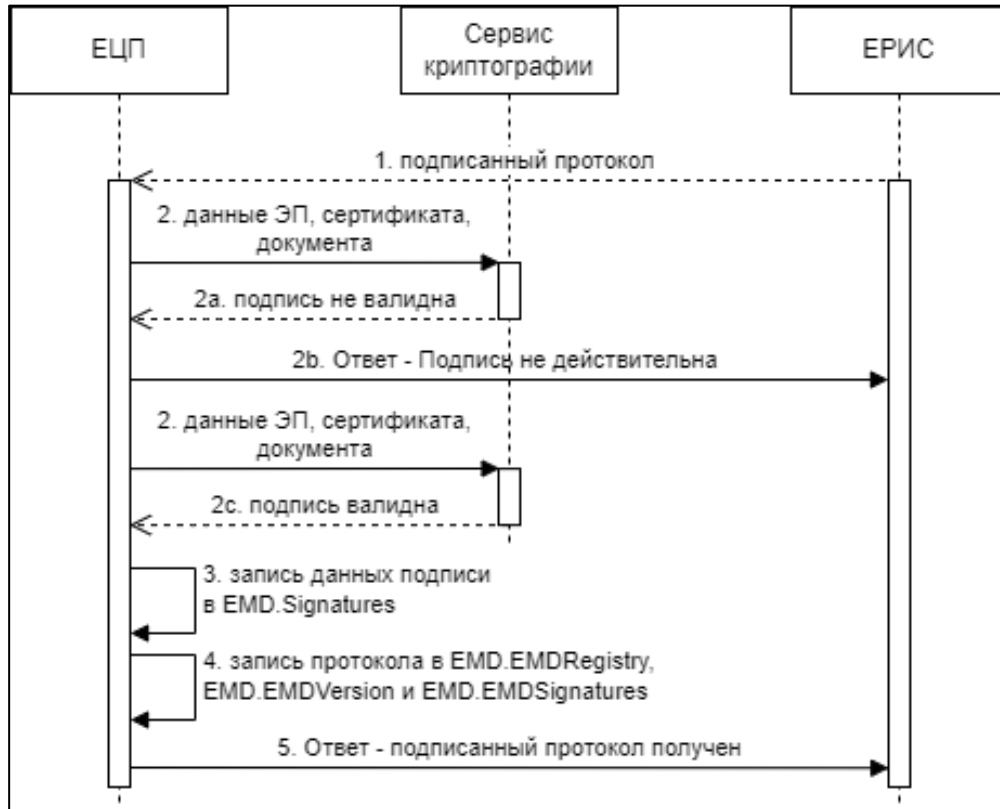 ЕЦП
Сервис
криптографии
ЕРИС
1. подписанный протокол
2. данные ЭП, сертификата,
документа
2a. подпись не валидна
2b. Ответ - Подпись не действительна
2. данные ЭП, сертификата,
документа
2c. подпись валидна
3. запись данных подписи
в EMD.Signatures
4. запись протокола в EMD.EMDRegistry,
EMD.EMDVersion и EMD.EMDSignatures
5. Ответ - подписанный протокол получен